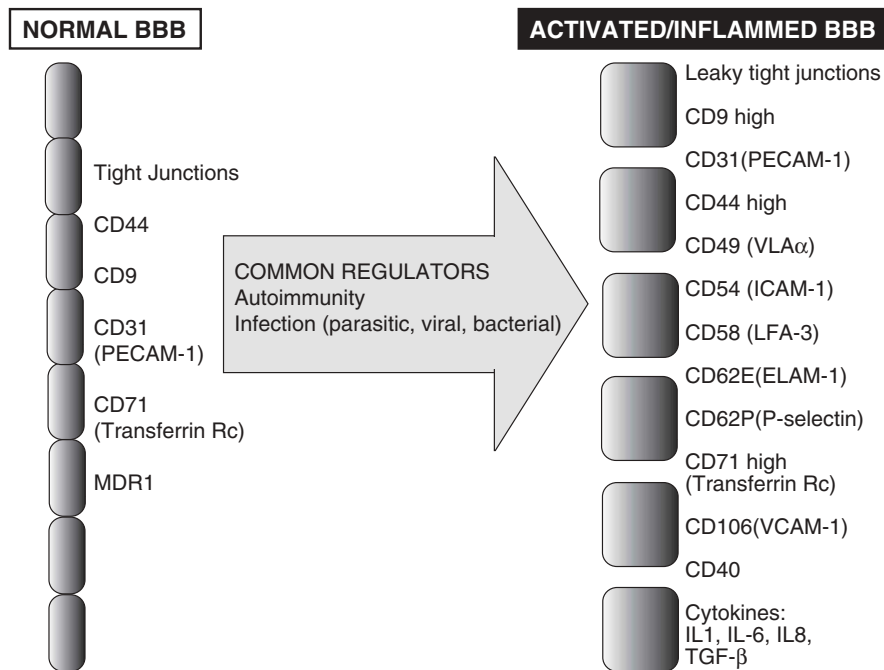 NORMAL BBB
Tight Junctions
CD44
CD9
CD31
(PECAM-1)
CD71
(Transferrin Rc)
MDR1
COMMON REGULATORS
Autoimmunity
Infection (parasitic, viral, bacterial)
ACTIVATED/INFLAMMED BBB
Leaky tight junctions
CD9 high
CD31(PECAM-1)
CD44 high
CD49 (VLAα)
CD54 (ICAM-1)
CD58 (LFA-3)
CD62E(ELAM-1)
CD62P(P-selectin)
CD71 high
(Transferrin Rc)
CD106(VCAM-1)
CD40
Cytokines:
IL1, IL-6, IL8,
TGF-β